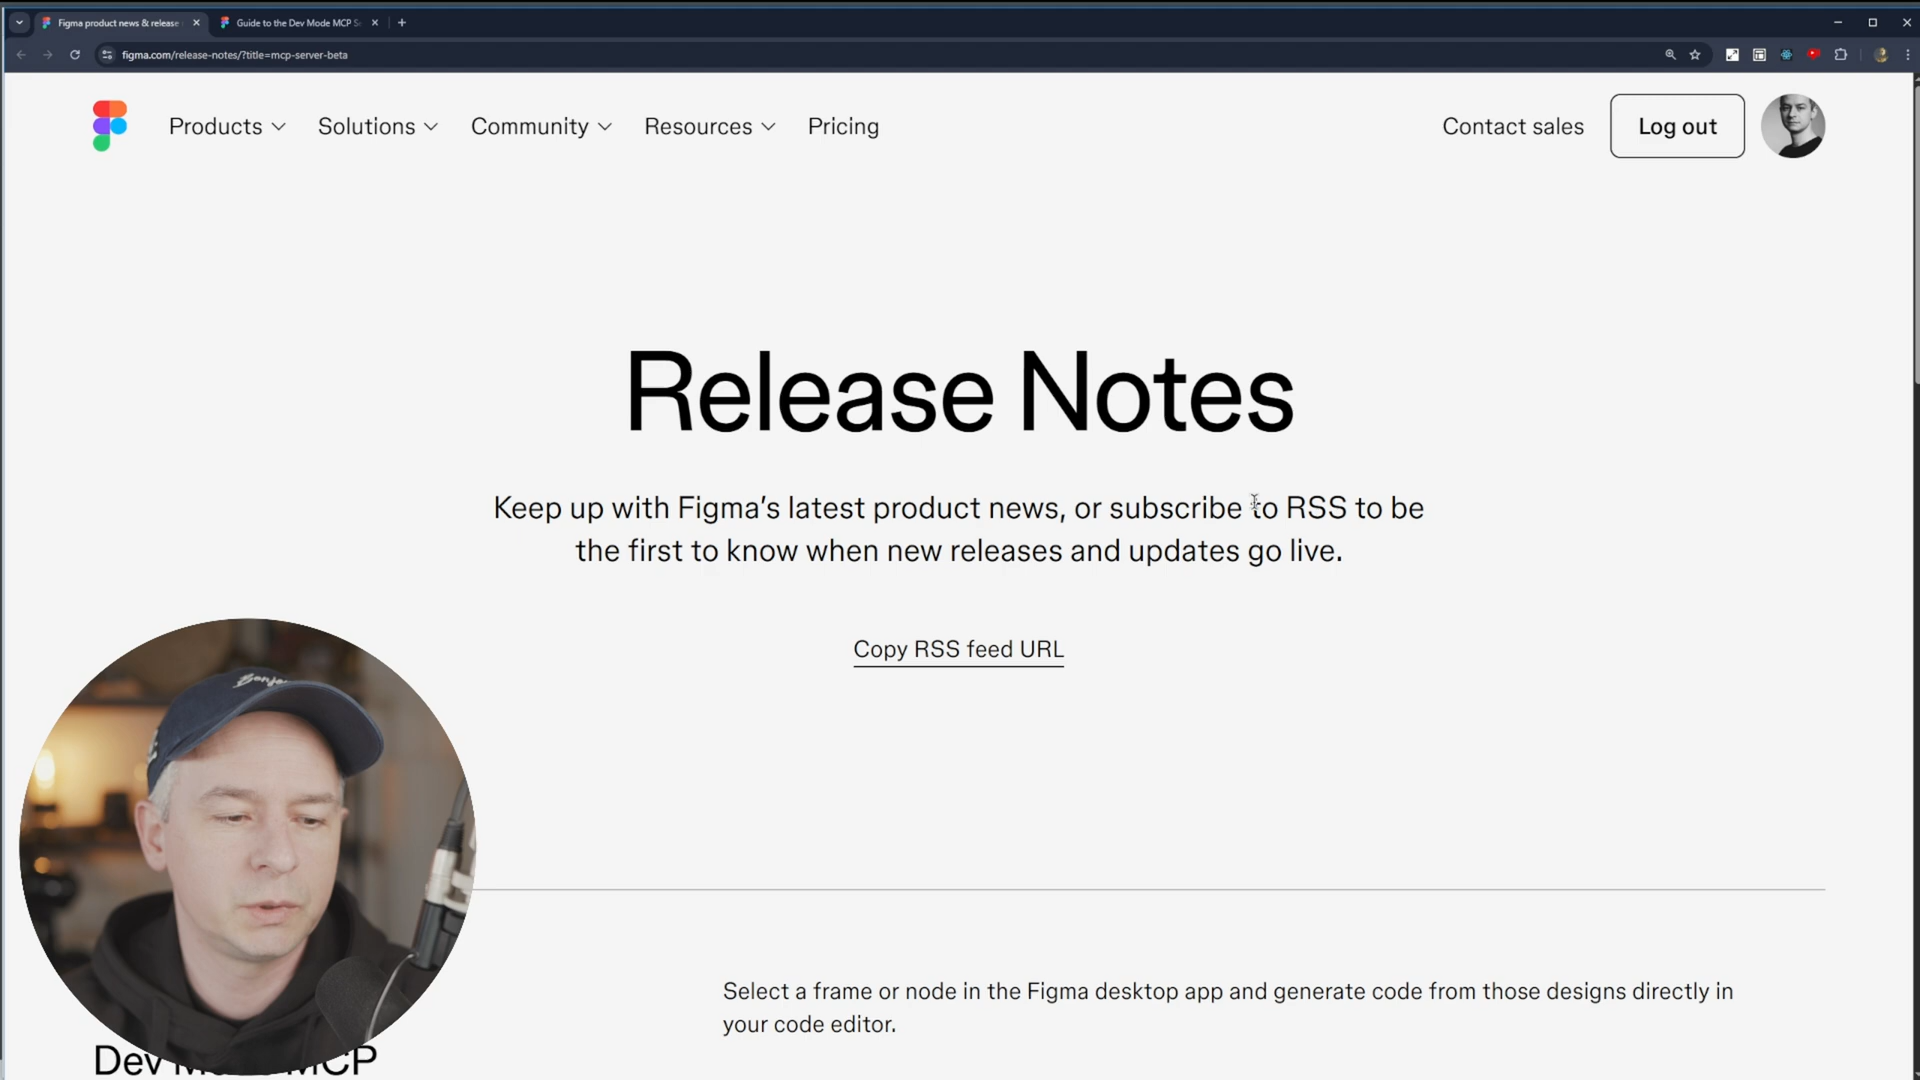 Figma product news & release
Guide to the Dev Mode MCP S
figma.com/release-notes/?title=mcp-server-beta
Products
Solutions
Community
Resources
Pricing
Contact sales
Log out
Release Notes
Keep up with Figma's latest product news, or subscribe to RSS to be
the first to know when new releases and updates go live.
Copy RSS feed URL
Select a frame or node in the Figma desktop app and generate code from those designs directly in
your code editor.
Dev Mode MCP